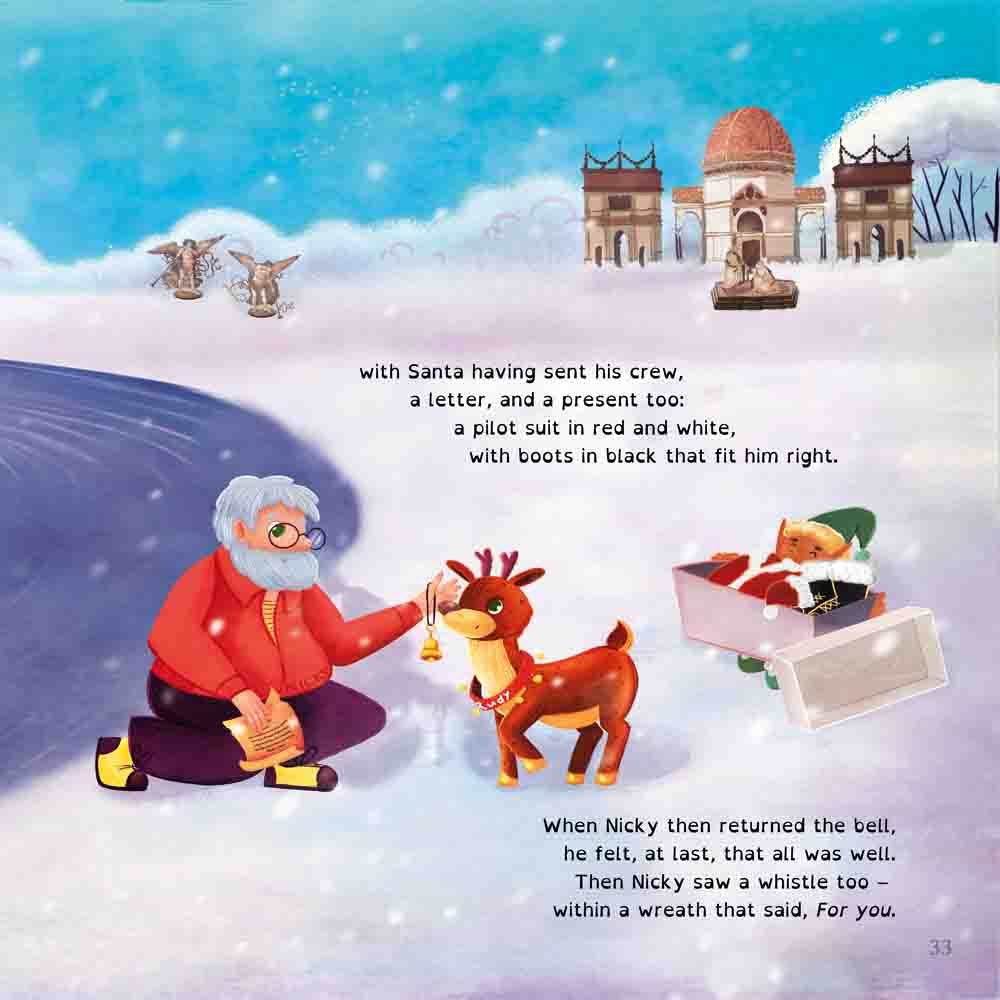 with Santa having sent his crew,
a letter, and a present too:
a pilot suit in red and white,
with boots in black that fit him right.
Rudy
When Nicky then returned the bell,
he felt, at last, that all was well.
Then Nicky saw a whistle too –
within a wreath that said, For you.
33